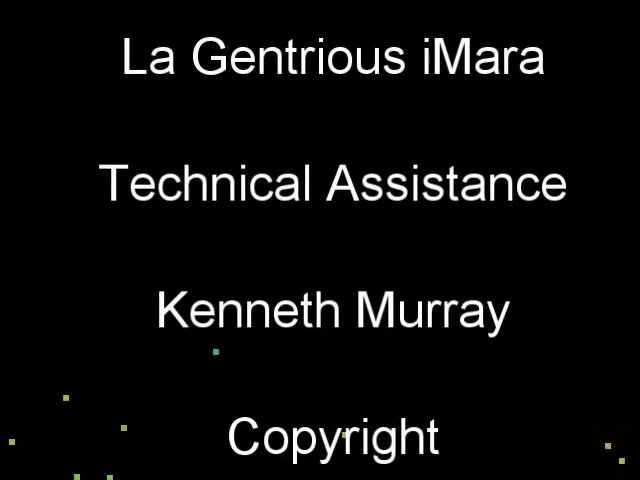 La Gentrious iMara
Technical Assistance
Kenneth Murray
Copyright